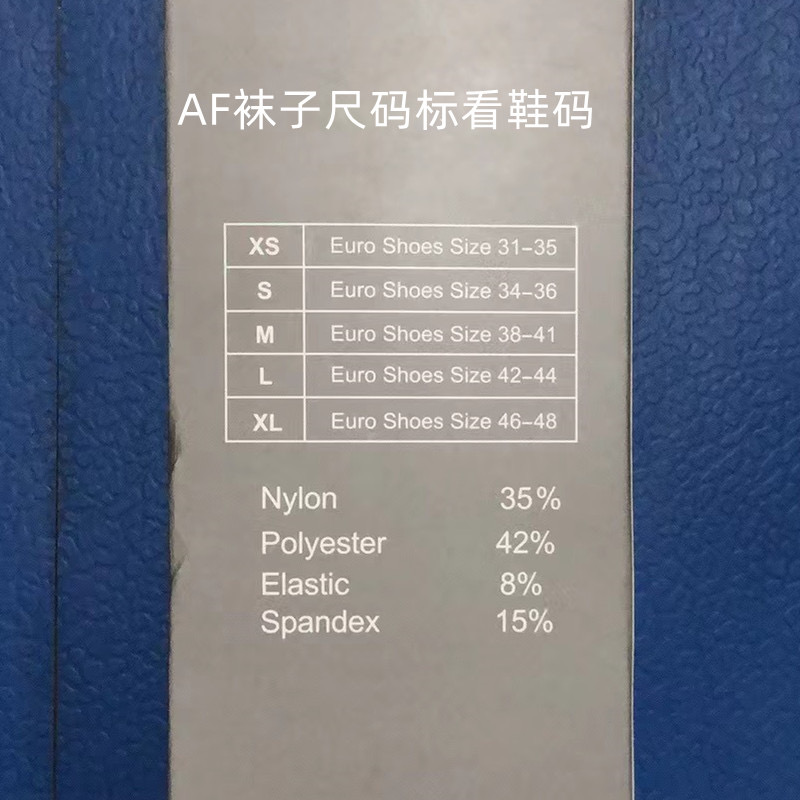 AF袜子尺码标看鞋码
XS Euro Shoes Size 31–35
S Euro Shoes Size 34–36
M Euro Shoes Size 38–41
L Euro Shoes Size 42–44
XL Euro Shoes Size 46–48
Nylon 35%
Polyester 42%
Elastic 8%
Spandex 15%